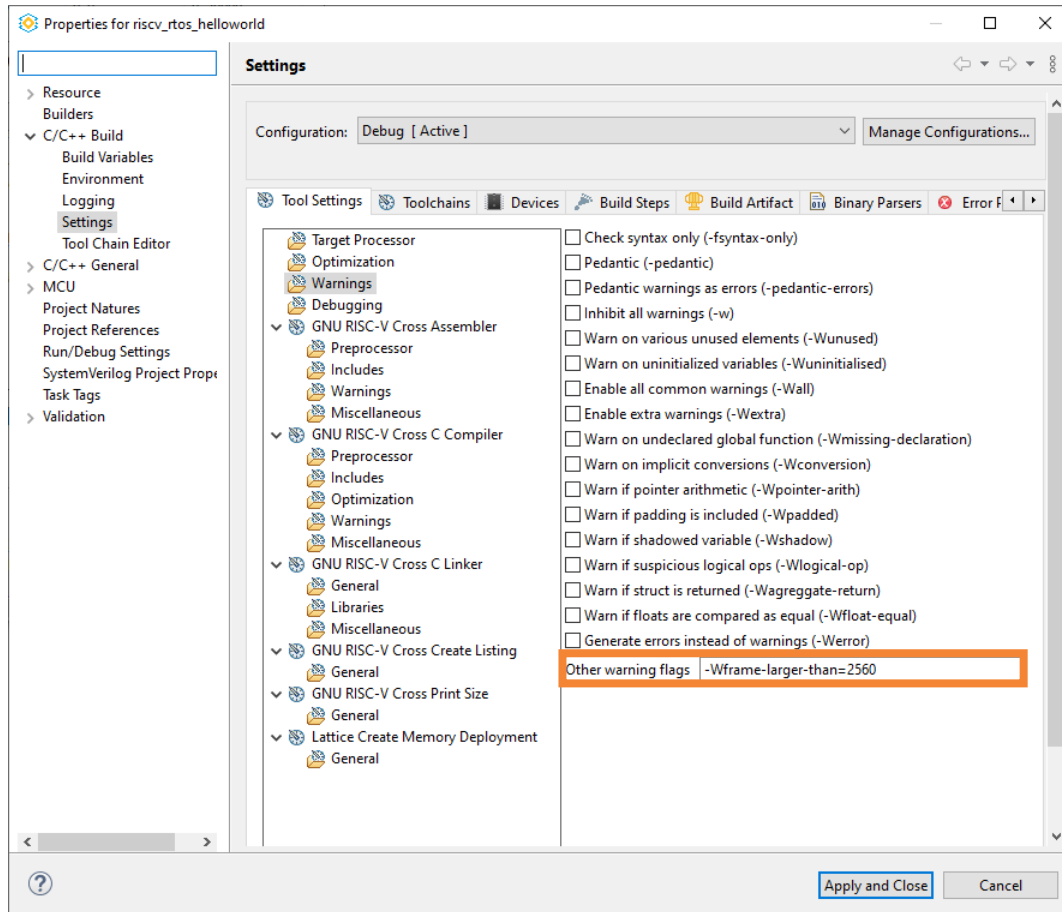 Properties for riscv_rtos_helloworld
Settings
Resource
Builders
C/C++ Build
Build Variables
Environment
Logging
Settings
Tool Chain Editor
C/C++ General
MCU
Project Natures
Project References
Run/Debug Settings
SystemVerilog Project Prope
Task Tags
Validation
Configuration: Debug [ Active ]
Manage Configurations...
Tool Settings Toolchains Devices Build Steps Build Artifact Binary Parsers Error F
Target Processor
Optimization
Warnings
Debugging
GNU RISC-V Cross Assembler
Preprocessor
Includes
Warnings
Miscellaneous
GNU RISC-V Cross C Compiler
Preprocessor
Includes
Optimization
Warnings
Miscellaneous
GNU RISC-V Cross C Linker
General
Libraries
Miscellaneous
GNU RISC-V Cross Create Listing
General
GNU RISC-V Cross Print Size
General
Lattice Create Memory Deployment
General
Check syntax only (-fsyntax-only)
Pedantic (-pedantic)
Pedantic warnings as errors (-pedantic-errors)
Inhibit all warnings (-w)
Warn on various unused elements (-Wunused)
Warn on uninitialized variables (-Wuninitialised)
Enable all common warnings (-Wall)
Enable extra warnings (-Wextra)
Warn on undeclared global function (-Wmissing-declaration)
Warn on implicit conversions (-Wconversion)
Warn if pointer arithmetic (-Wpointer-arith)
Warn if padding is included (-Wpadded)
Warn if shadowed variable (-Wshadow)
Warn if suspicious logical ops (-Wlogical-op)
Warn if struct is returned (-Wagreggate-return)
Warn if floats are compared as equal (-Wfloat-equal)
Generate errors instead of warnings (-Werror)
Other warning flags -Wframe-larger-than=2560
Apply and Close
Cancel